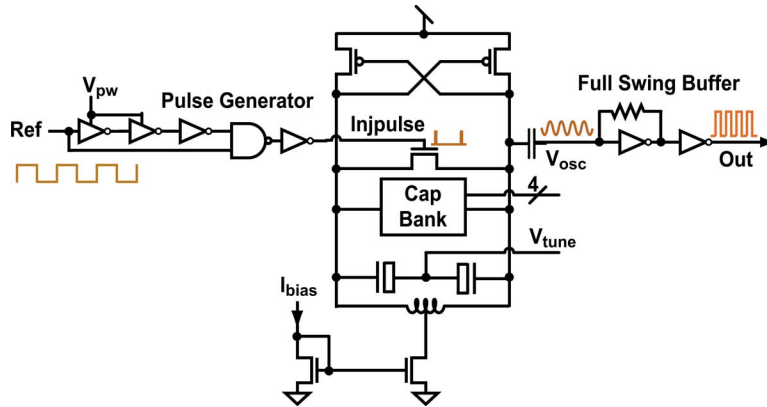 Vpw
Pulse Generator
Ref
Injpulse
Full Swing Buffer
Vosc
Out
Cap
Bank
4
Vtune
Ibias